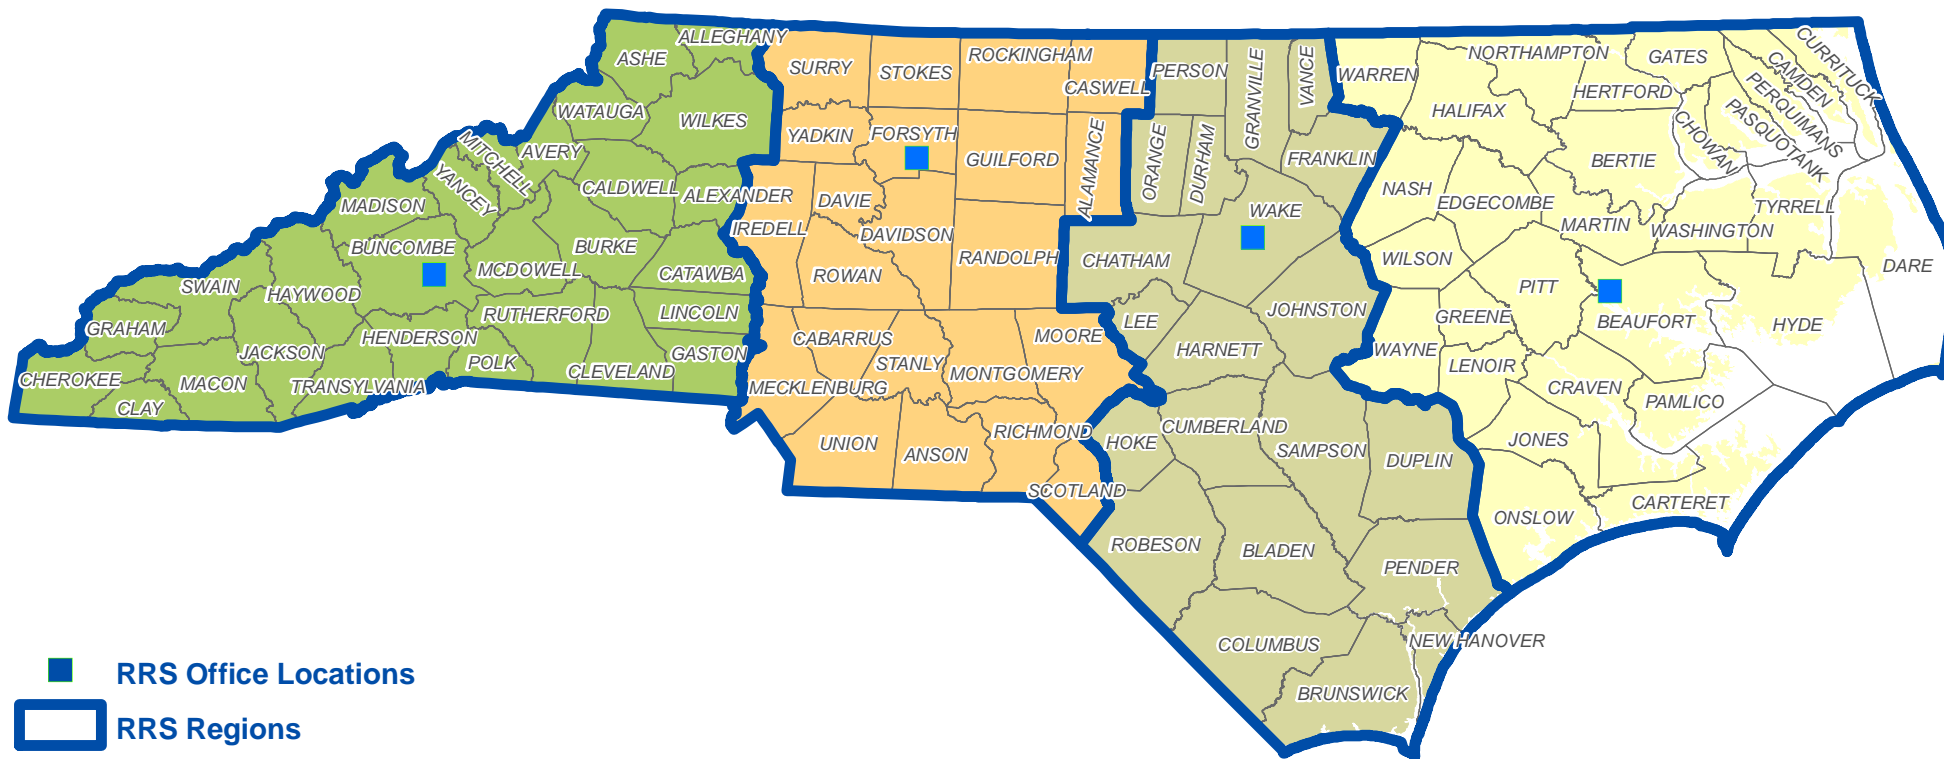 ALLEGHANY
ASHE
SURRY
STOKES
ROCKINGHAM
CASWELL
PERSON
GRANVILLE
VANCE
WARREN
NORTHAMPTON
GATES
CURRITUCK
CAMDEN
PERQUIMANS
PASQUOTANK
CHOWAN
HERTFORD
HALIFAX
WATAUGA
WILKES
YADKIN
FORSYTH
GUILFORD
ALAMANCE
ORANGE
DURHAM
FRANKLIN
BERTIE
MITCHELL
AVERY
YANCEY
CALDWELL
ALEXANDER
MADISON
DAVIE
IREDELL
DAVIDSON
WAKE
NASH
EDGECOMBE
MARTIN
WASHINGTON
TYRRELL
DARE
BUNCOMBE
MCDOWELL
BURKE
CATAWBA
ROWAN
RANDOLPH
CHATHAM
WILSON
PITT
SWAIN
HAYWOOD
RUTHERFORD
LINCOLN
GRAHAM
JACKSON
HENDERSON
POLK
CLEVELAND
GASTON
CABARRUS
STANLY
MOORE
LEE
HARNETT
JOHNSTON
GREENE
BEAUFORT
HYDE
WAYNE
LENOIR
CHEROKEE
MACON
CLAY
TRANSYLVANIA
MECKLENBURG
MONTGOMERY
CRAVEN
PAMLICO
UNION
ANSON
RICHMOND
HOKE
CUMBERLAND
SAMPSON
DUPLIN
JONES
SCOTLAND
CARTERET
ONSLOW
ROBESON
BLADEN
PENDER
COLUMBUS
NEW HANOVER
BRUNSWICK
RRS Office Locations
RRS Regions